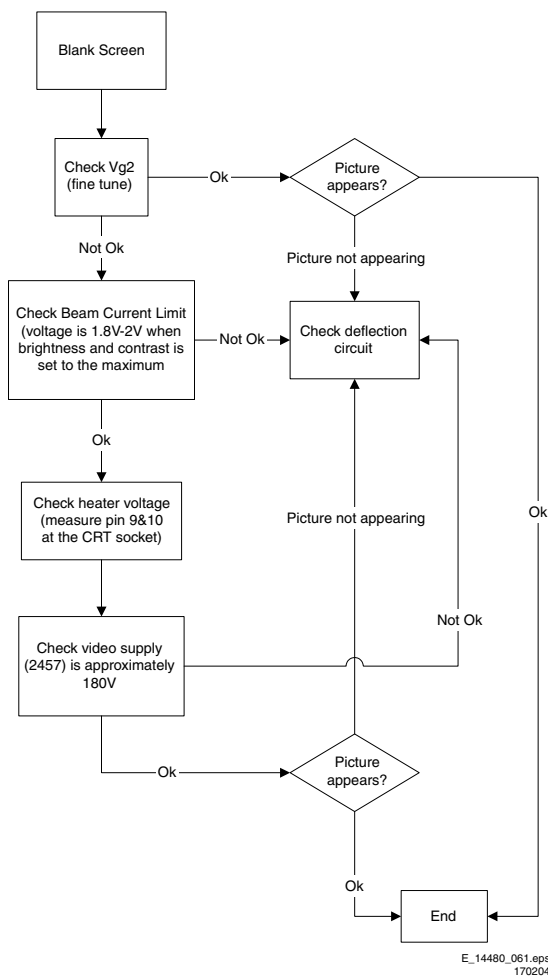 Blank Screen
Check Vg2
(fine tune)
Ok
Picture
appears?
Not Ok
Picture not appearing
Check Beam Current Limit
(voltage is 1.8V-2V when
brightness and contrast is
set to the maximum
Not Ok
Check deflection
circuit
Ok
Check heater voltage
(measure pin 9&10
at the CRT socket)
Picture not appearing
Ok
Not Ok
Check video supply
(2457) is approximately
180V
Ok
Picture
appears?
Ok
End
E_14480_061.eps
170204